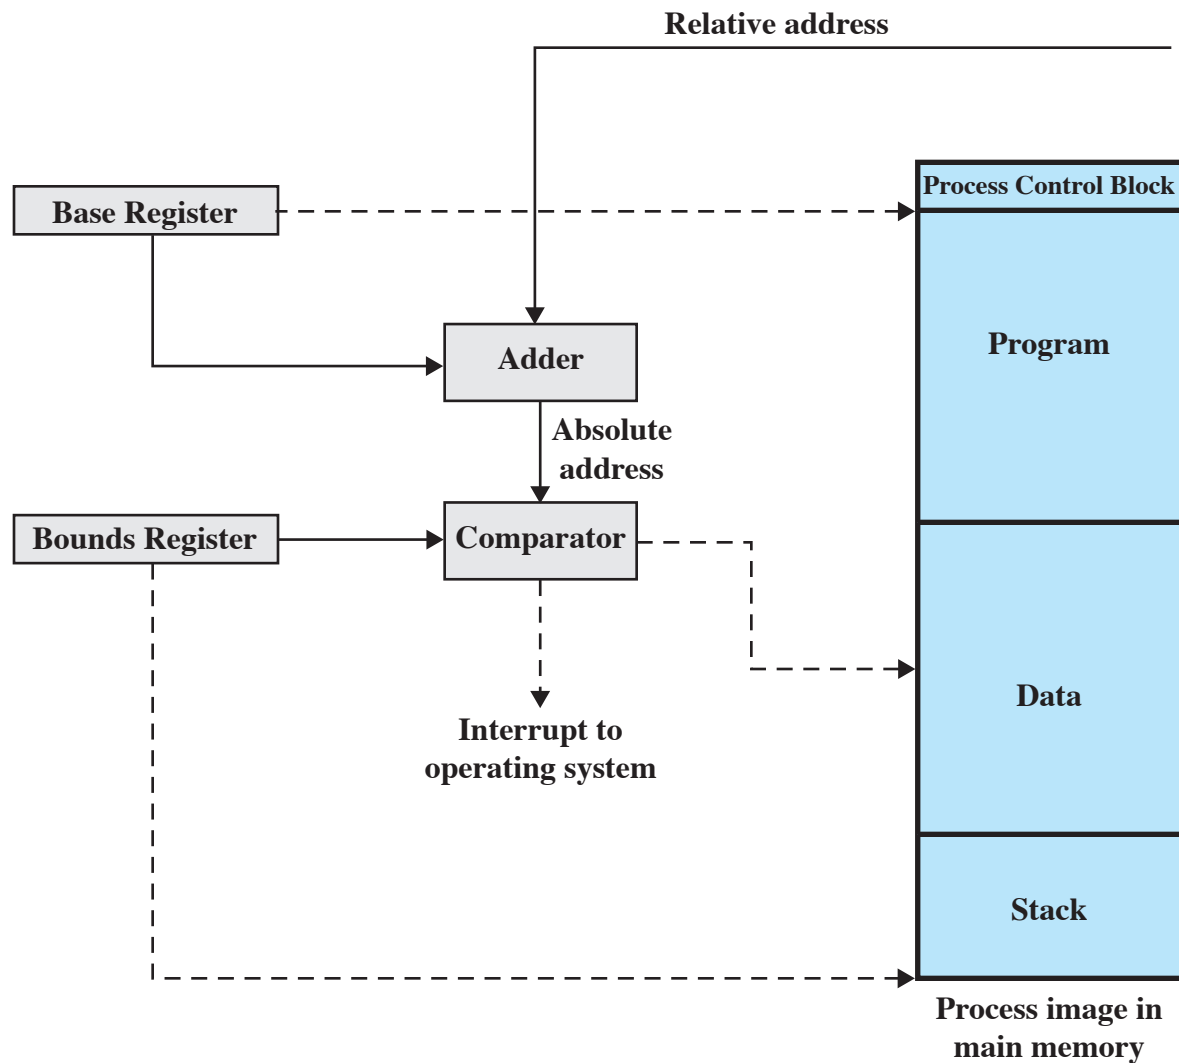 Relative address
Process Control Block
Base Register
Program
Adder
Absolute
address
Bounds Register
Comparator
Data
Interrupt to
operating system
Stack
Process image in
main memory